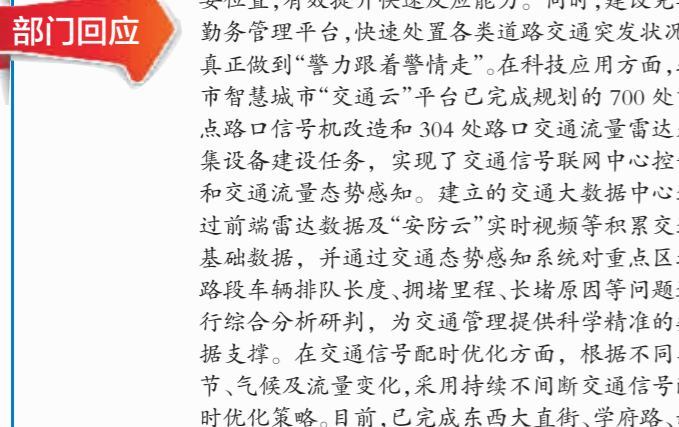 部门回应
要位置,有效提升快速反应能力。同时,建设
勤务管理平台,快速处置各类道路交通突发状况
真正做到“警力跟着警情走”。在科技应用方面,
市智慧城市“交通云”平台已完成规划的 700 处
点路口信号机改造和 304 处路口交通流量雷达
集设备建设任务，实现了交通信号联网中心控
和交通流量态势感知。建立的交通大数据中心
过前端雷达数据及“安防云”实时视频等积累交
基础数据，并通过交通态势感知系统对重点区
路段车辆排队长度、拥堵里程、长堵原因等问题
行综合分析研判，为交通管理提供科学精准的
据支撑。在交通信号配时优化方面，根据不同
节、气候及流量变化,采用持续不间断交通信号
时优化策略。目前,已完成东西大直街、学府路、